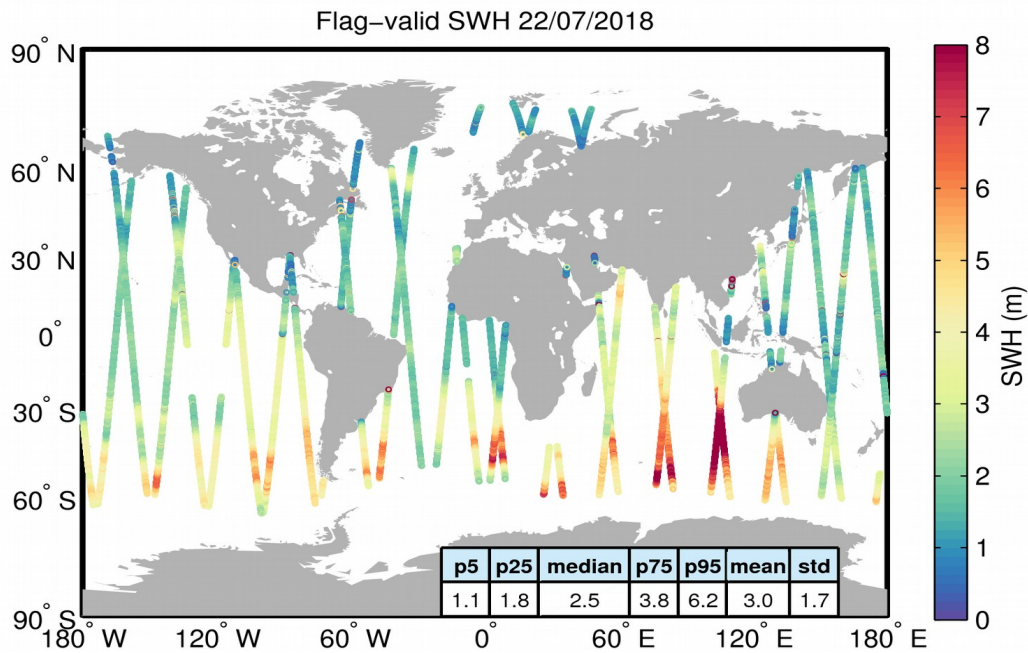 Flag−valid SWH 22/07/2018
90° N
60° N
30° N
0°
30° S
60° S
90° S
180° W
120° W
60° W
0°
60° E
120° E
180° E
8
7
6
5
4
3
2
1
0
SWH (m)
p5 p25 median p75 p95 mean std
1.1 1.8 2.5 3.8 6.2 3.0 1.7